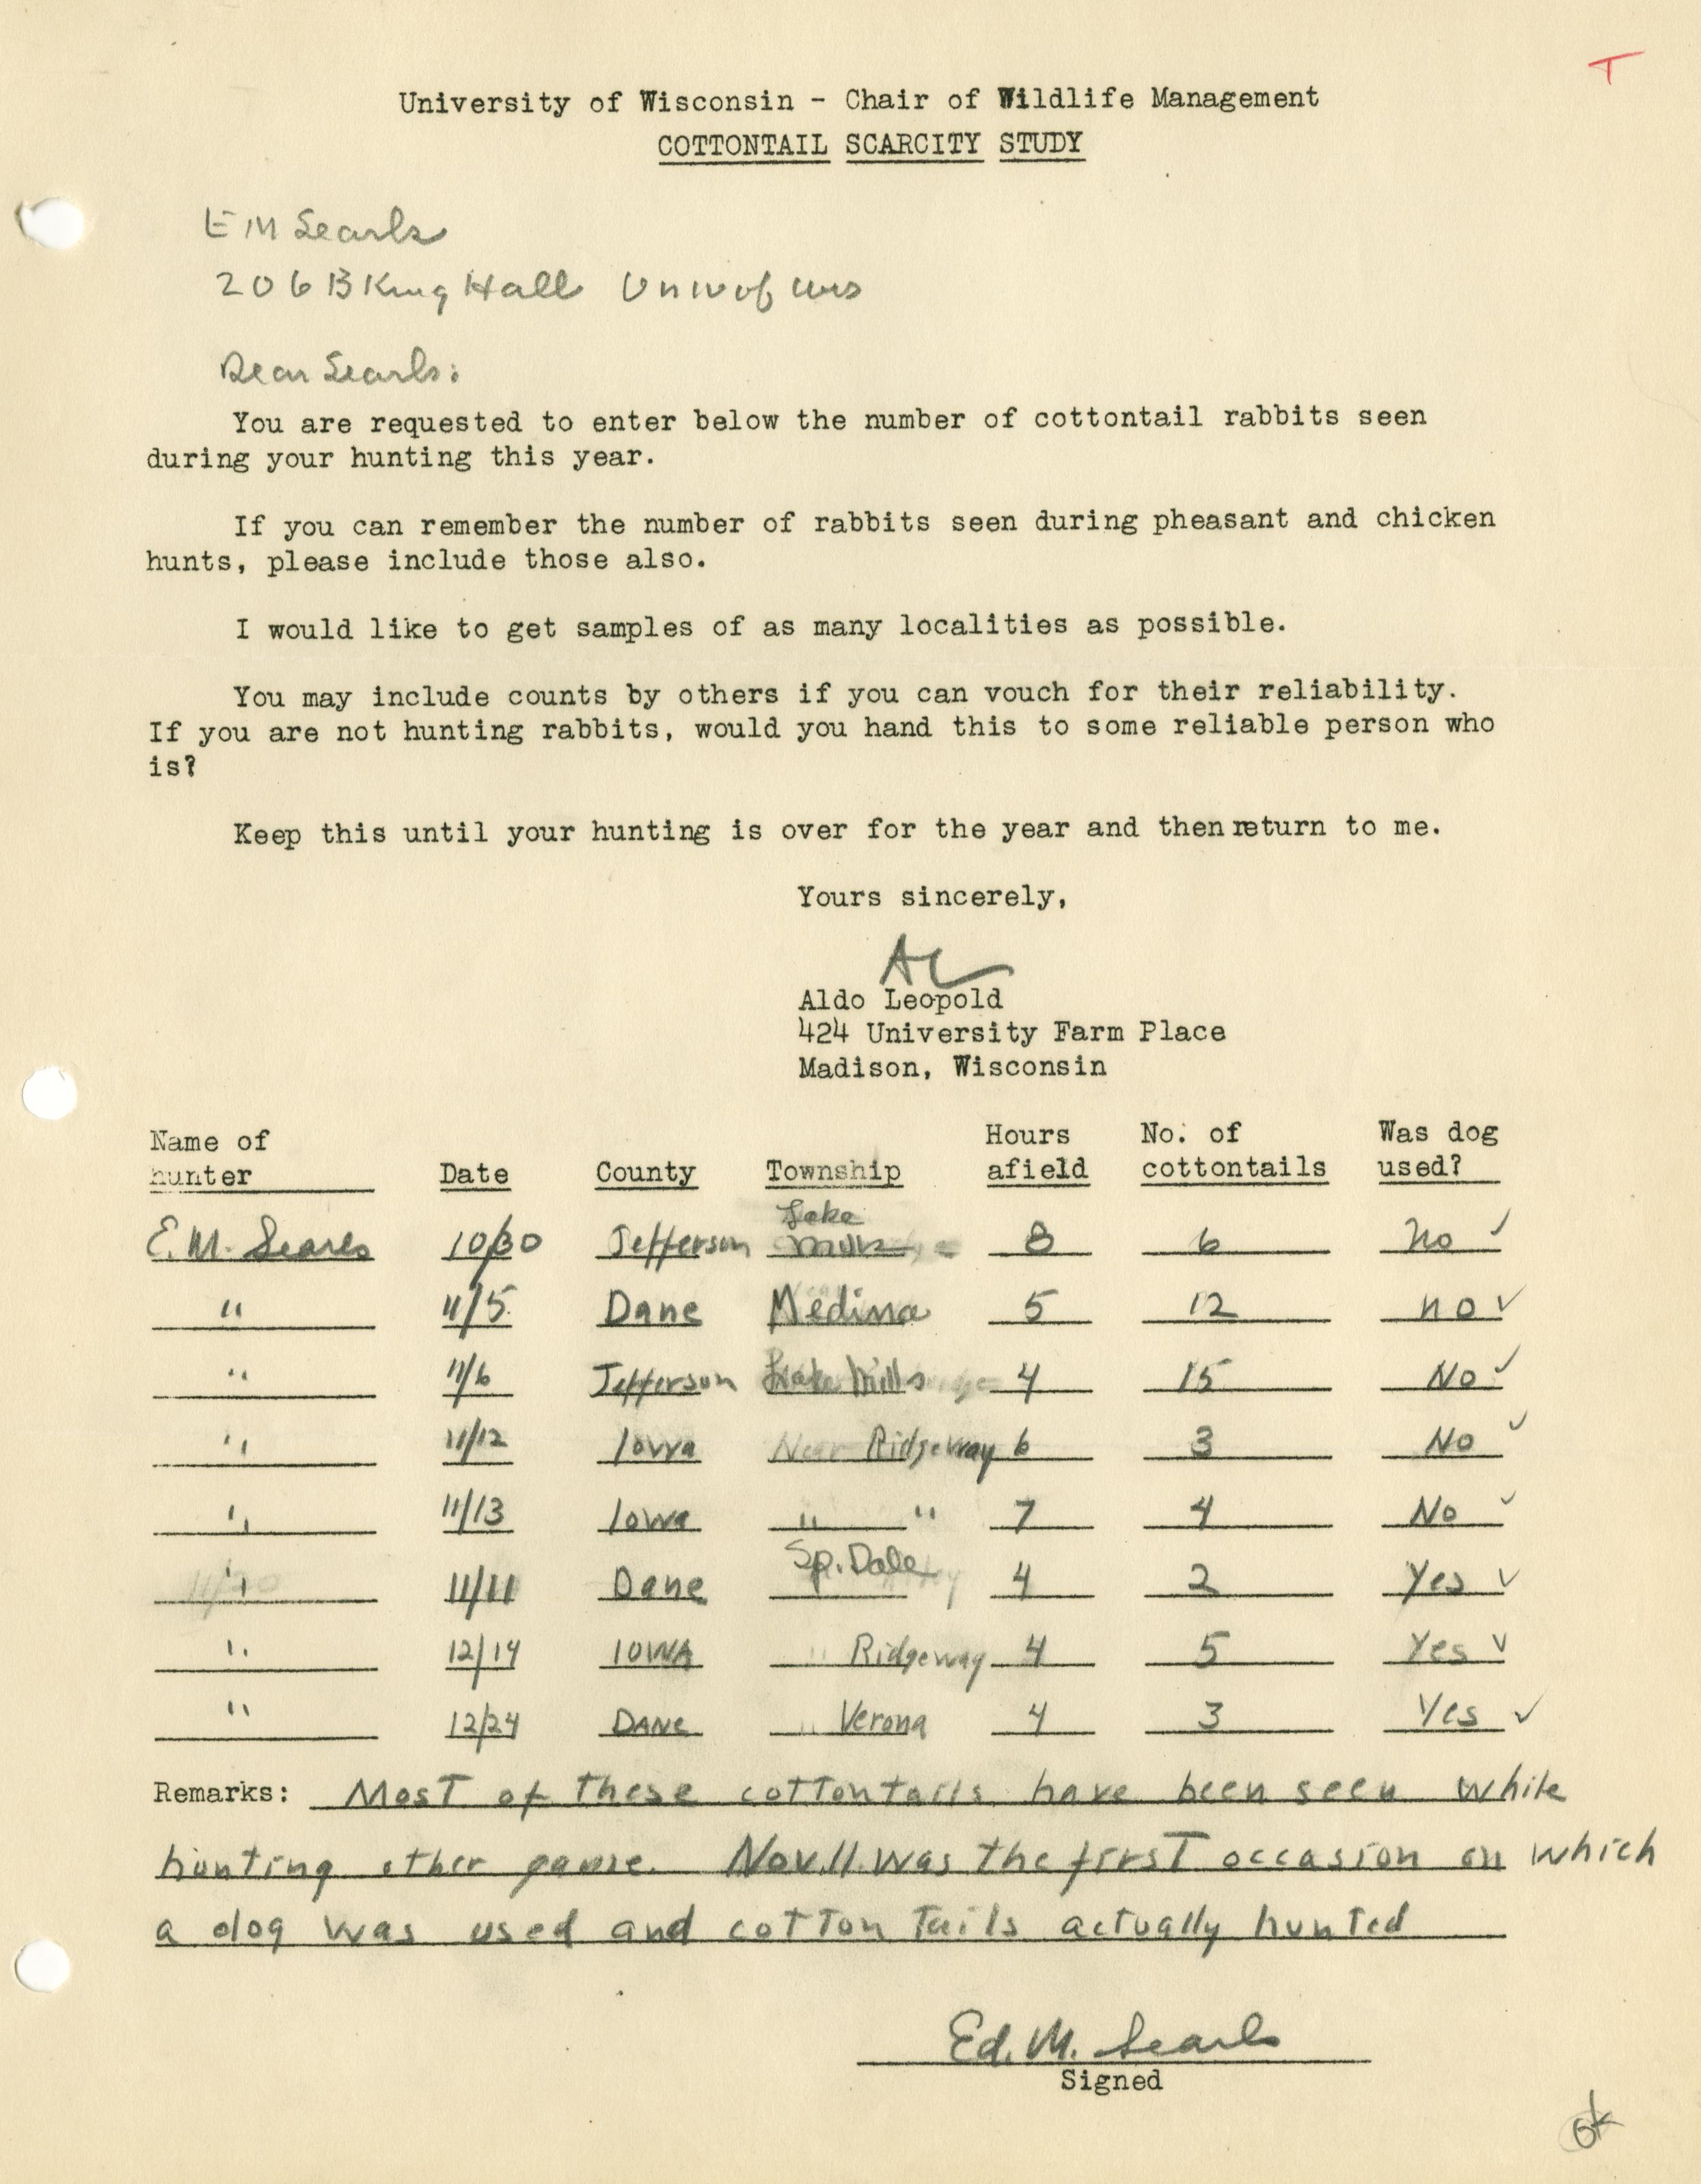 T
University of Wisconsin - Chair of Wildlife Management
COTTONTAIL SCARCITY STUDY
E M Searls
206 B King Hall Univ of Wis
Dear Searls:
You are requested to enter below the number of cottontail rabbits seen
during your hunting this year.
If you can remember the number of rabbits seen during pheasant and chicken
hunts, please include those also.
I would like to get samples of as many localities as possible.
You may include counts by others if you can vouch for their reliability.
If you are not hunting rabbits, would you hand this to some reliable person who
is?
Keep this until your hunting is over for the year and then return to me.
Yours sincerely,
AL
Aldo Leopold
424 University Farm Place
Madison, Wisconsin
Name of hunter Date County Township Hours afield No. of cottontails Was dog used?
E. M. Searls 10/30 Jefferson Lake Mills 8 6 No ✓
" 11/5 Dane Medina 5 12 no ✓
" 11/6 Jefferson Lake Mills 4 15 No ✓
" 11/12 Iowa Near Ridgeway 6 3 No ✓
" 11/13 Iowa " " 7 4 No ✓
" 11/11 Dane Sp. Dale 4 2 Yes ✓
" 12/14 IOWA " Ridgeway 4 5 Yes ✓
" 12/24 DANE " Verona 4 3 Yes ✓
Remarks: Most of these cottontails have been seen while
hunting other game. Nov. 11 was the first occasion on which
a dog was used and cottontails actually hunted
Ed. M. Searls
Signed
OK